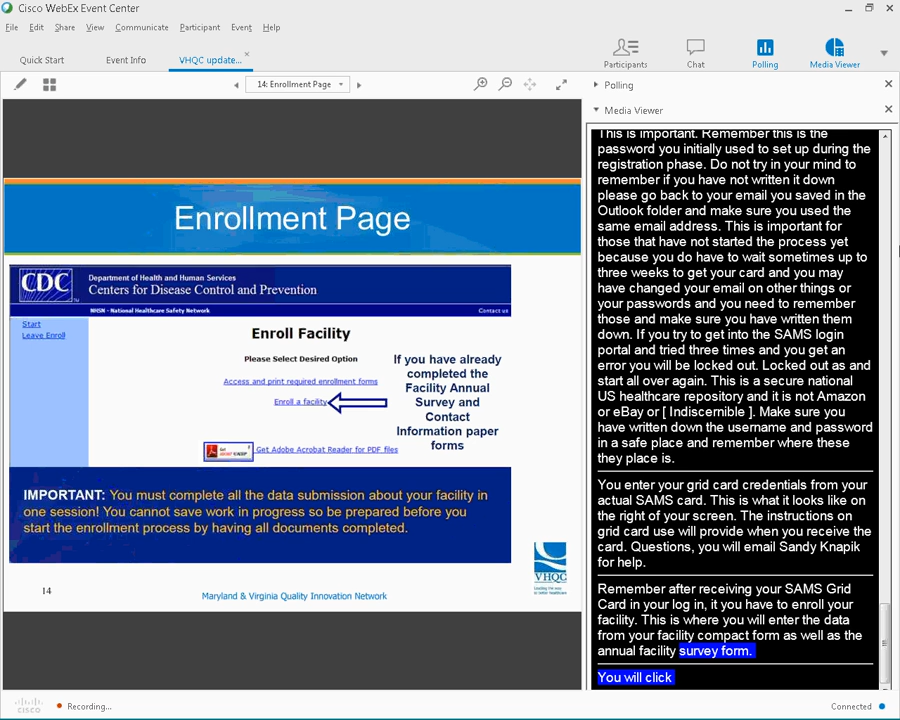 Cisco WebEx Event Center
File Edit Share View Communicate Participant Event Help
Quick Start Event Info VHQC update...
Participants Chat Polling Media Viewer
14: Enrollment Page
Polling
Media Viewer
Enrollment Page
CDC
TM
Department of Health and Human Services
Centers for Disease Control and Prevention
NHSN - National Healthcare Safety Network Contact us
Start
Leave Enroll
Enroll Facility
Please Select Desired Option
Access and print required enrollment forms
Enroll a facility
Get Adobe Acrobat Reader for PDF files
If you have already
completed the
Facility Annual
Survey and
Contact
Information paper
forms
IMPORTANT: You must complete all the data submission about your facility in
one session! You cannot save work in progress so be prepared before you
start the enrollment process by having all documents completed.
14
Maryland & Virginia Quality Innovation Network
VHQC
This is important. Remember this is the
password you initially used to set up during the
registration phase. Do not try in your mind to
remember if you have not written it down
please go back to your email you saved in the
Outlook folder and make sure you used the
same email address. This is important for
those that have not started the process yet
because you do have to wait sometimes up to
three weeks to get your card and you may
have changed your email on other things or
your passwords and you need to remember
those and make sure you have written them
down. If you try to get into the SAMS login
portal and tried three times and you get an
error you will be locked out. Locked out as and
start all over again. This is a secure national
US healthcare repository and it is not Amazon
or eBay or [ Indiscernible ]. Make sure you
have written down the username and password
in a safe place and remember where these
they place is.
You enter your grid card credentials from your
actual SAMS card. This is what it looks like on
the right of your screen. The instructions on
grid card use will provide when you receive the
card. Questions, you will email Sandy Knapik
for help.
Remember after receiving your SAMS Grid
Card in your log in, it you have to enroll your
facility. This is where you will enter the data
from your facility compact form as well as the
annual facility survey form.
You will click
cisco
Recording...
Connected